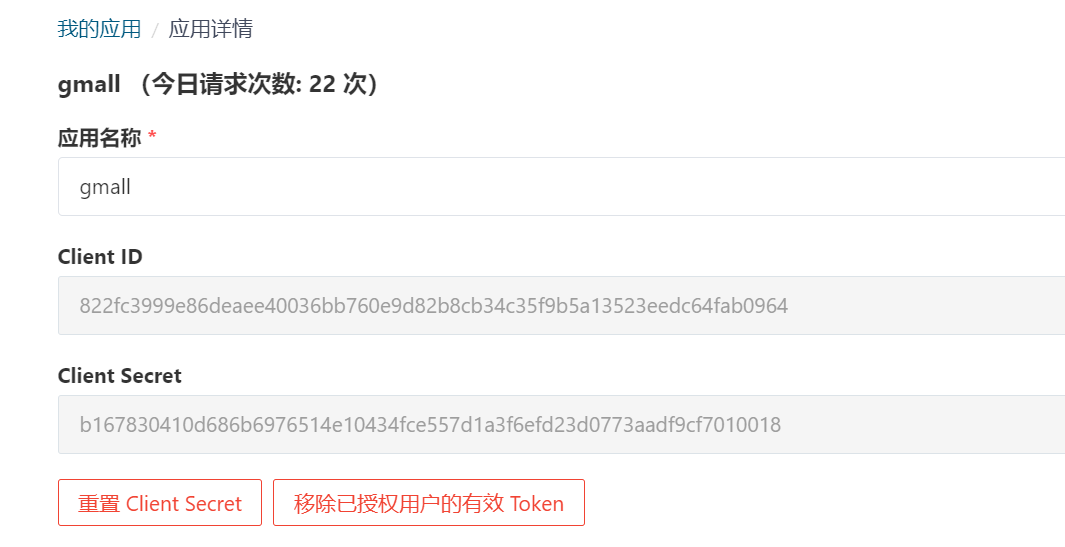 我的应用 / 应用详情
gmall （今日请求次数: 22 次）
应用名称 *
gmall
Client ID
822fc3999e86deaee40036bb760e9d82b8cb34c35f9b5a13523eedc64fab0964
Client Secret
b167830410d686b6976514e10434fce557d1a3f6efd23d0773aadf9cf7010018
重置 Client Secret 移除已授权用户的有效 Token